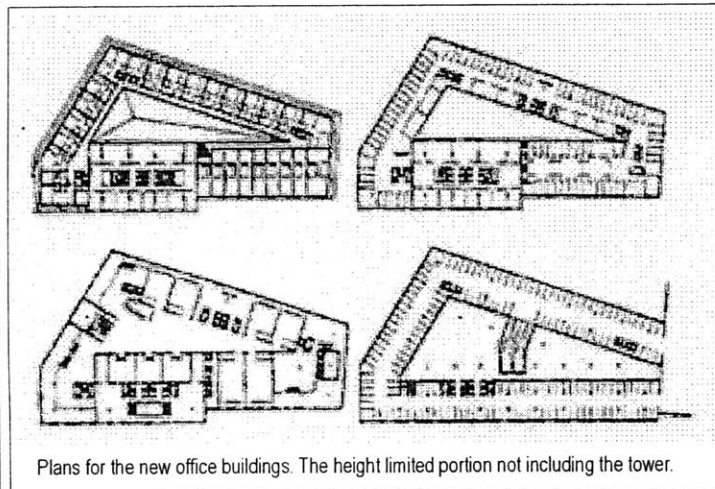 Plans for the new office buildings. The height limited portion not including the tower.